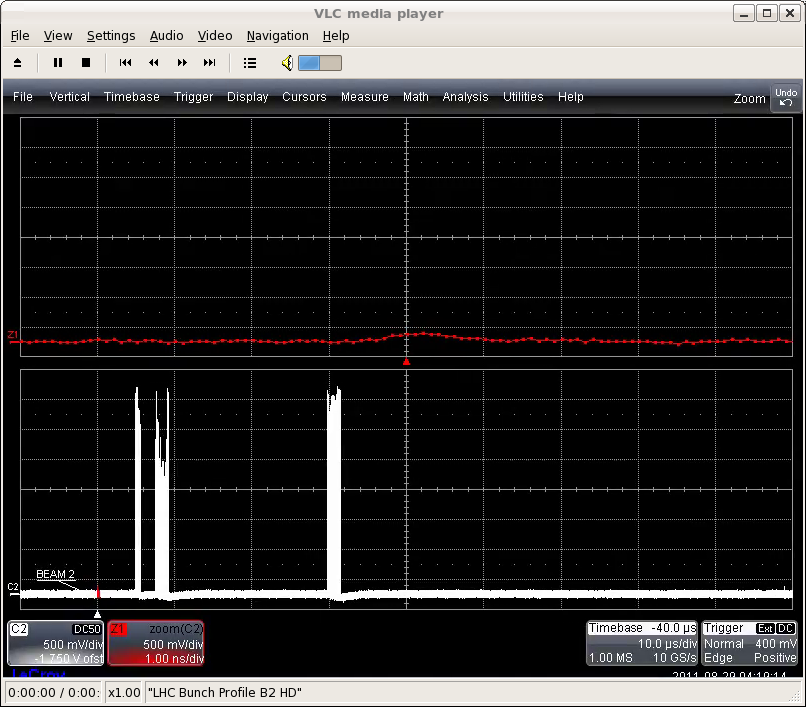 VLC media player
File View Settings Audio Video Navigation Help
File Vertical Timebase Trigger Display Cursors Measure Math Analysis Utilities Help Zoom Undo
Z1
BEAM 2
C2
C2 DC50
500 mV/div
-1.750 V ofst
Z1 zoom(C2)
500 mV/div
1.00 ns/div
Timebase -40.0 µs
10.0 µs/div
1.00 MS 10 GS/s
Trigger Ext DC
Normal 400 mV
Edge Positive
LeCroy
2011-08-29 04:19:14
0:00:00 / 0:00: x1.00 "LHC Bunch Profile B2 HD"